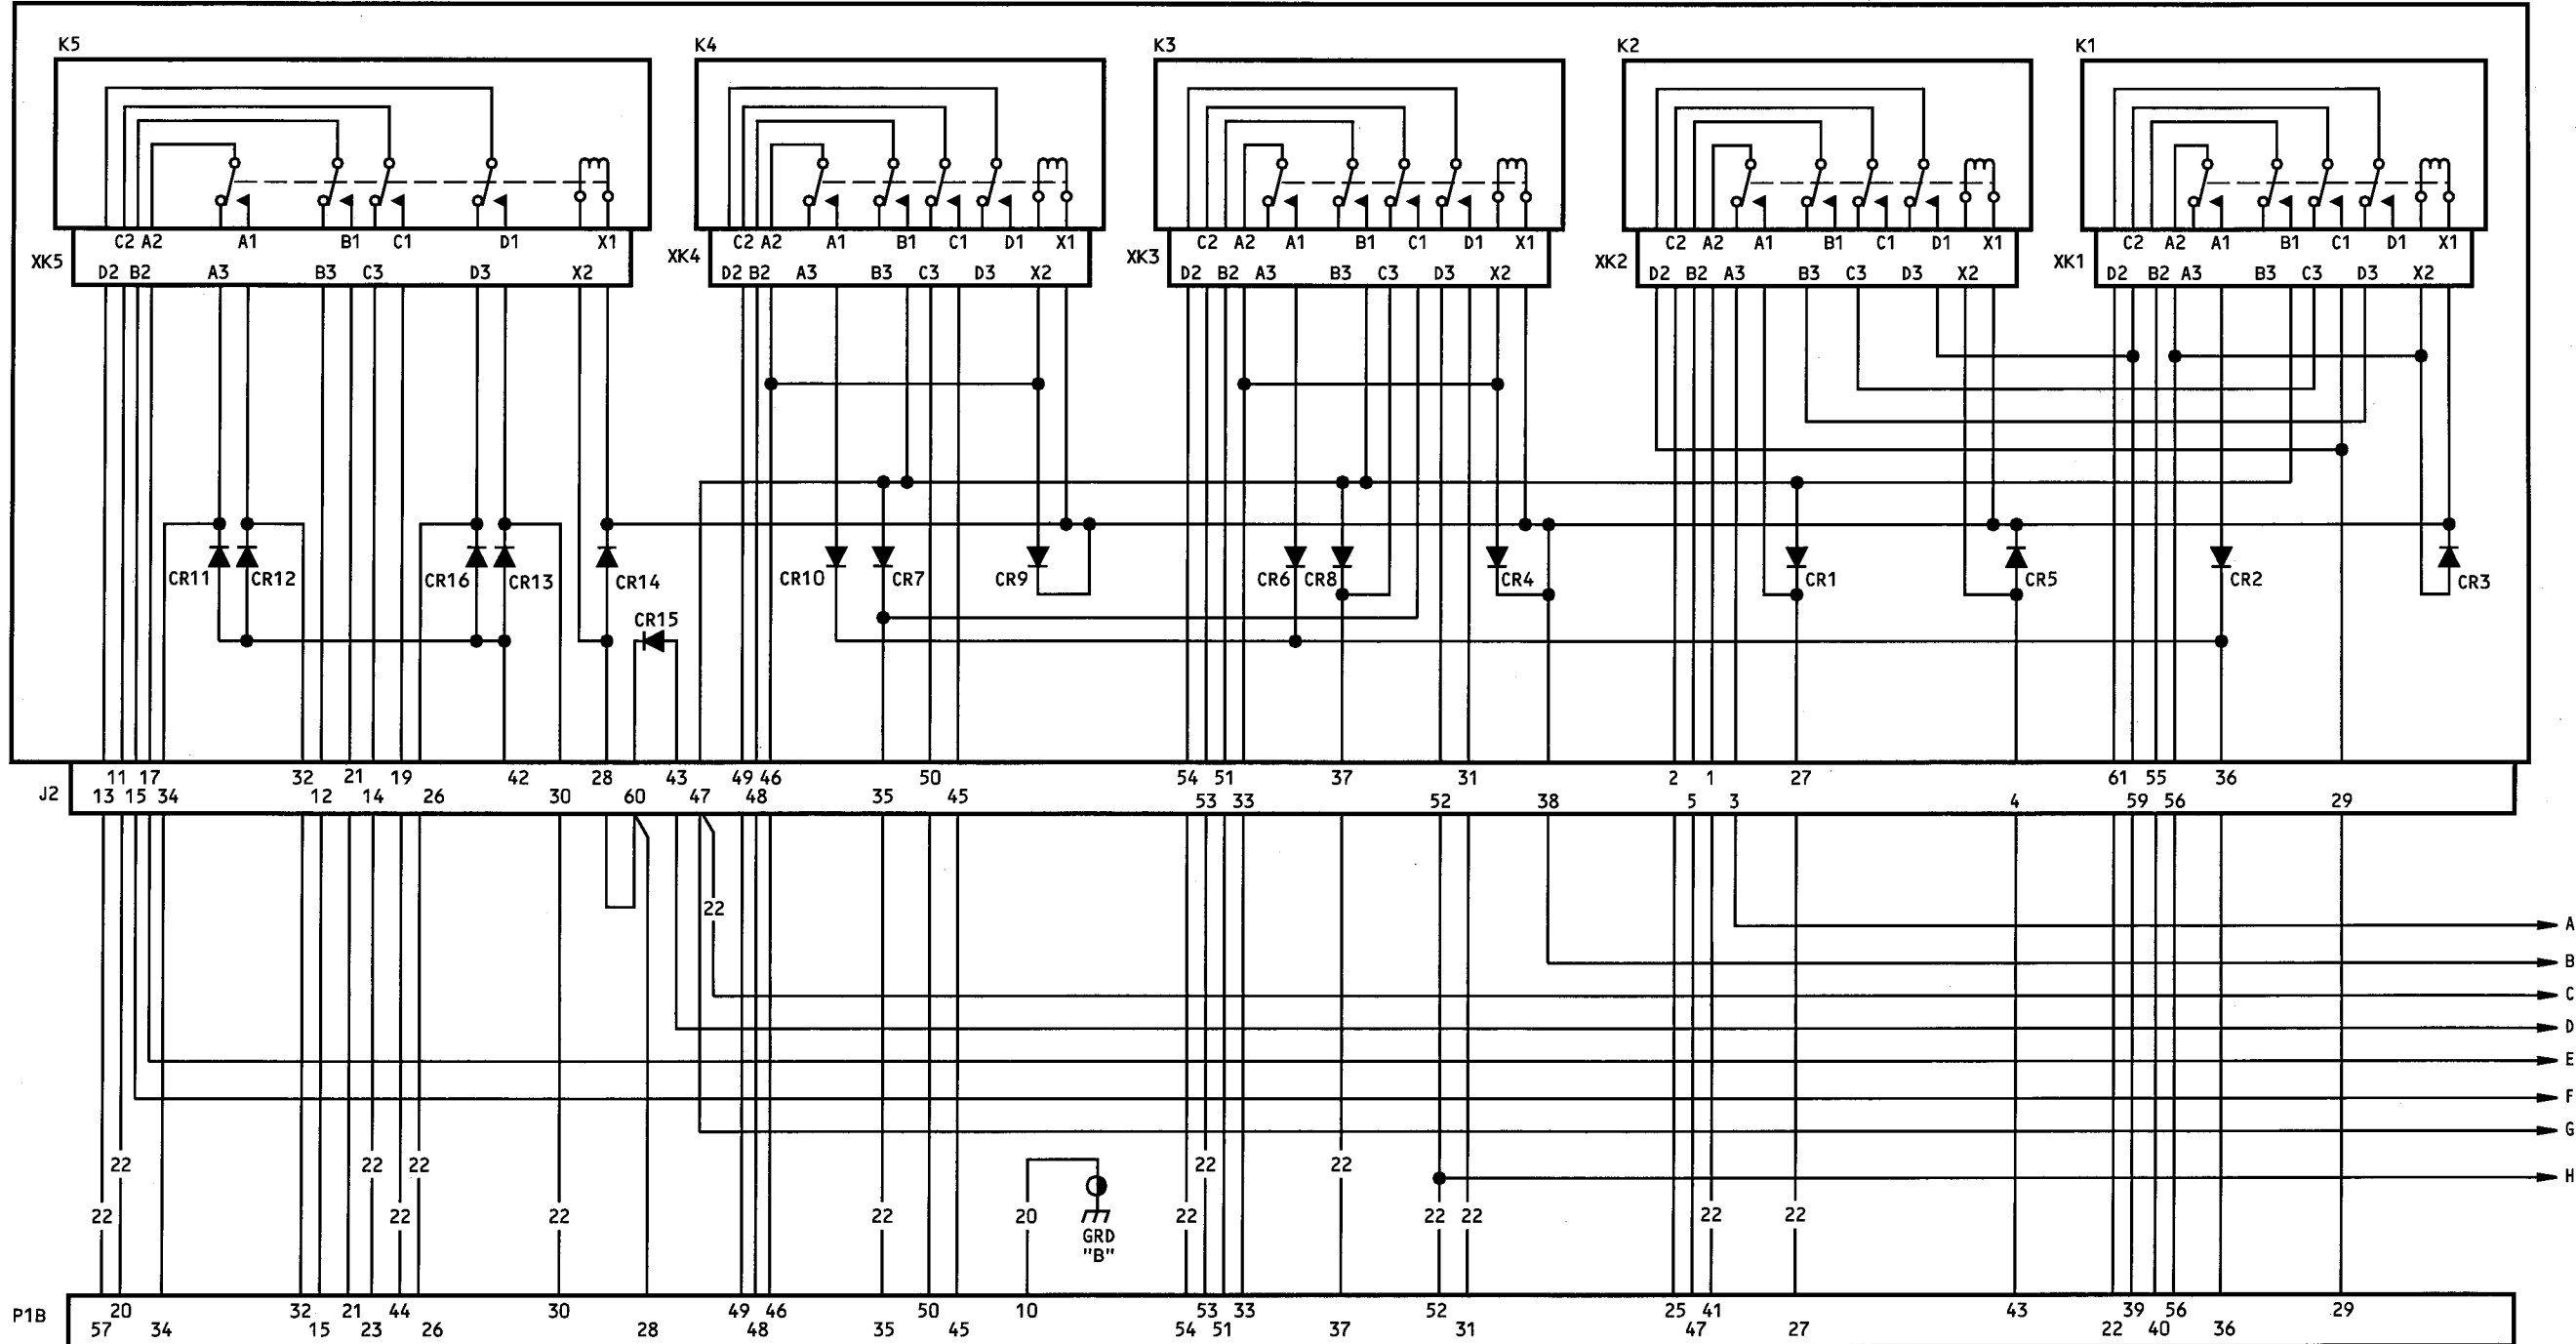 K5 K4 K3 K2 K1
C2 A2 A1 B1 C1 D1 X1 C2 A2 A1 B1 C1 D1 X1 C2 A2 A1 B1 C1 D1 X1 C2 A2 A1 B1 C1 D1 X1 C2 A2 A1 B1 C1 D1 X1
XK5 XK4 XK3 XK2 XK1
D2 B2 A3 B3 C3 D3 X2 D2 B2 A3 B3 C3 D3 X2 D2 B2 A3 B3 C3 D3 X2 D2 B2 A3 B3 C3 D3 X2 D2 B2 A3 B3 C3 D3 X2
CR11 CR12 CR16 CR13 CR14 CR10 CR7 CR9 CR6 CR8 CR4 CR1 CR5 CR2 CR3
CR15
11 17 32 21 19 42 28 43 49 46 50 54 51 37 31 2 1 27 61 55 36
J2 13 15 34 12 14 26 30 60 47 48 35 45 53 33 52 38 5 3 4 59 56 29
22
A
B
C
D
E
F
G
22 22 22 22 22
H
22 22 22 22 20 22 22 22 22 22
GRD
"B"
P1B
20 32 21 44 30 49 46 50 10 53 33 52 25 41 43 39 56 29
57 34 15 23 26 28 48 35 45 54 51 37 31 47 27 22 40 36